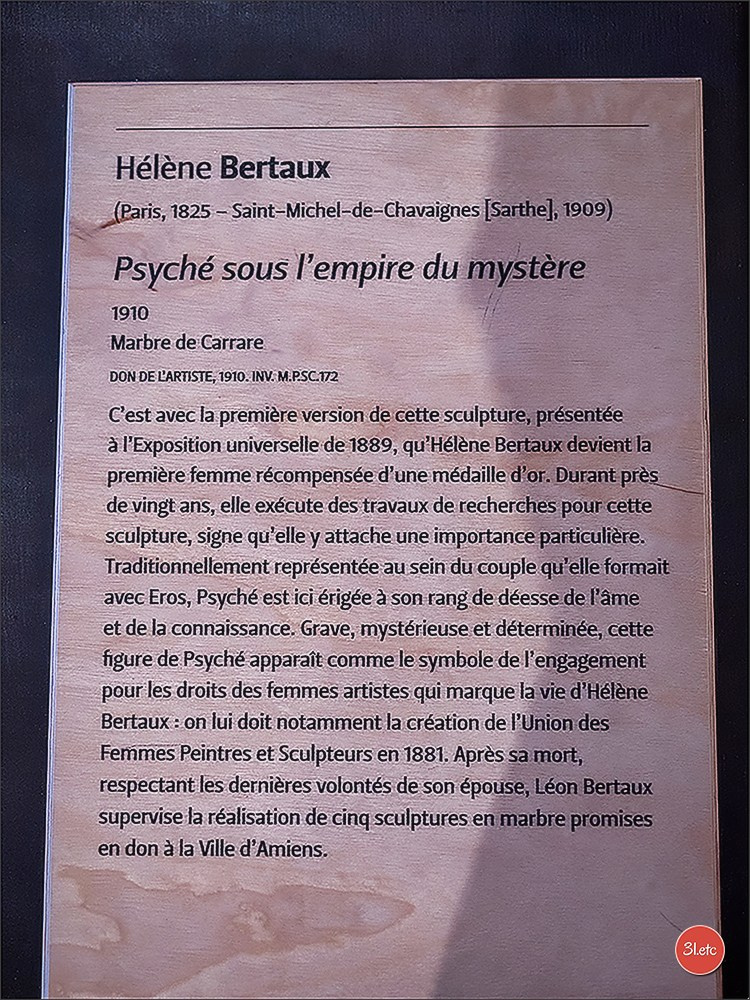 Hélène Bertaux
(Paris, 1825 – Saint-Michel-de-Chavaignes [Sarthe], 1909)
Psyché sous l'empire du mystère
1910
Marbre de Carrare
DON DE L'ARTISTE, 1910. INV. M.P.SC.172
C'est avec la première version de cette sculpture, présentée
à l'Exposition universelle de 1889, qu'Hélène Bertaux devient la
première femme récompensée d'une médaille d'or. Durant près
de vingt ans, elle exécute des travaux de recherches pour cette
sculpture, signe qu'elle y attache une importance particulière.
Traditionnellement représentée au sein du couple qu'elle formait
avec Eros, Psyché est ici érigée à son rang de déesse de l'âme
et de la connaissance. Grave, mystérieuse et déterminée, cette
figure de Psyché apparaît comme le symbole de l'engagement
pour les droits des femmes artistes qui marque la vie d'Hélène
Bertaux : on lui doit notamment la création de l'Union des
Femmes Peintres et Sculpteurs en 1881. Après sa mort,
respectant les dernières volontés de son épouse, Léon Bertaux
supervise la réalisation de cinq sculptures en marbre promises
en don à la Ville d'Amiens.
3l.etc